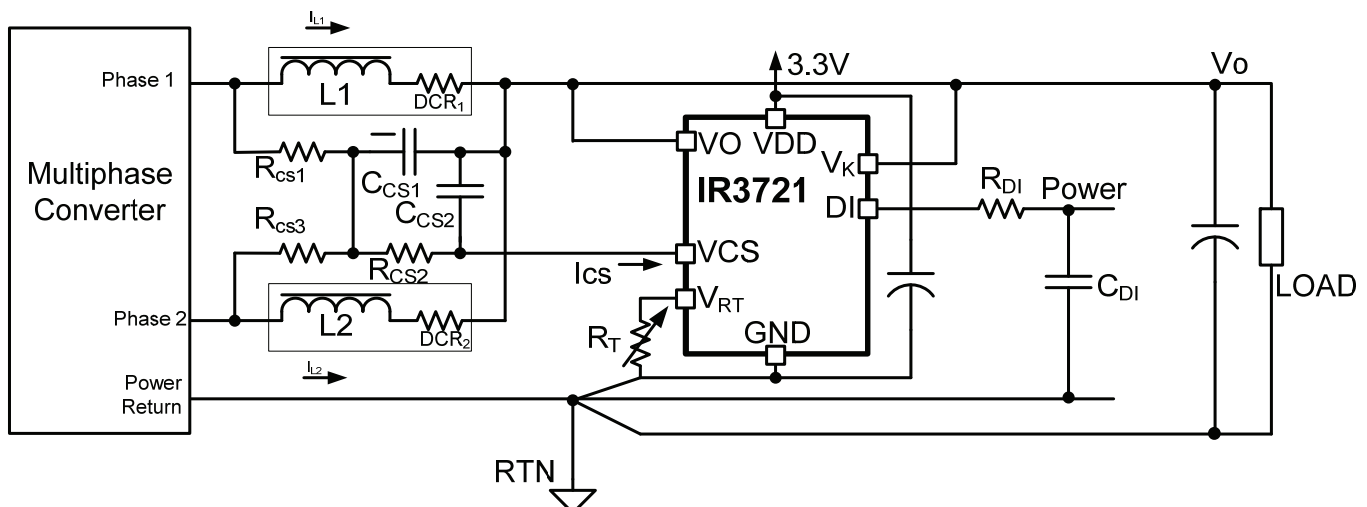 Multiphase
Converter
Phase 1
Phase 2
Power
Return
IL1
L1
DCR1
Rcs1
CCS1
CCS2
Rcs3
RCS2
L2
DCR2
IL2
Ics
3.3V
VO
VDD
VK
IR3721
DI
VCS
VRT
GND
RT
RDI
Power
CDI
Vo
LOAD
RTN